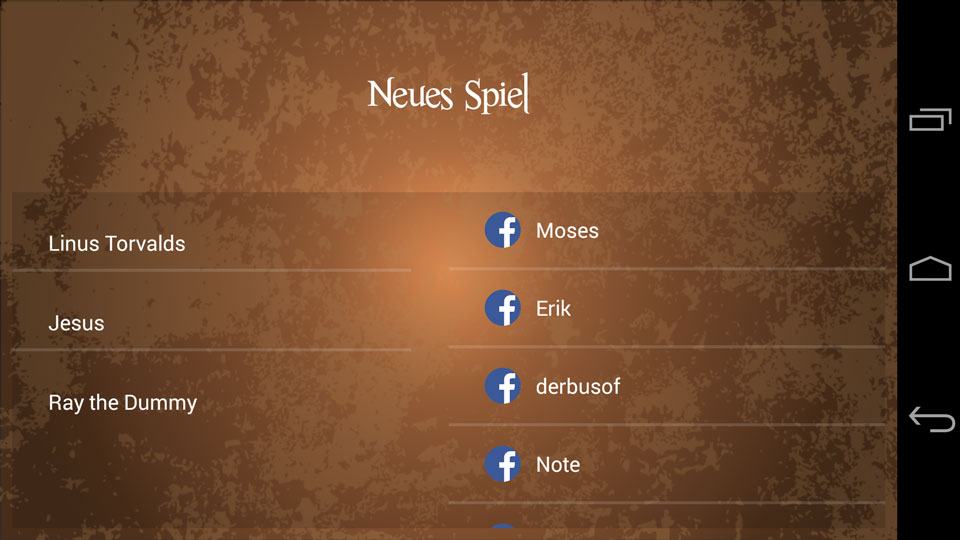 Neues Spiel
Linus Torvalds
Jesus
Ray the Dummy
Moses
Erik
derbusof
Note